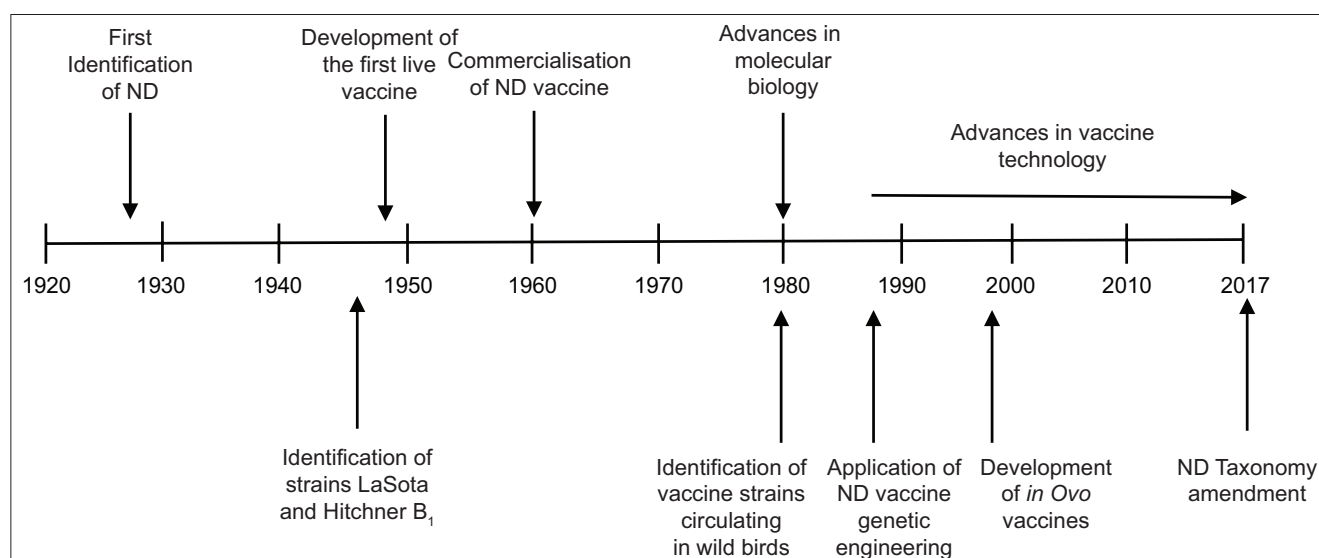 First
Identification
of ND
Development of
the first live
vaccine
Commercialisation
of ND vaccine
Advances in
molecular
biology
Advances in vaccine
technology
1920 1930 1940 1950 1960 1970 1980 1990 2000 2010 2017
Identification of
strains LaSota
and Hitchner B₁
Identification of
vaccine strains
circulating
in wild birds
Application of
ND vaccine
genetic
engineering
Development
of in Ovo
vaccines
ND Taxonomy
amendment